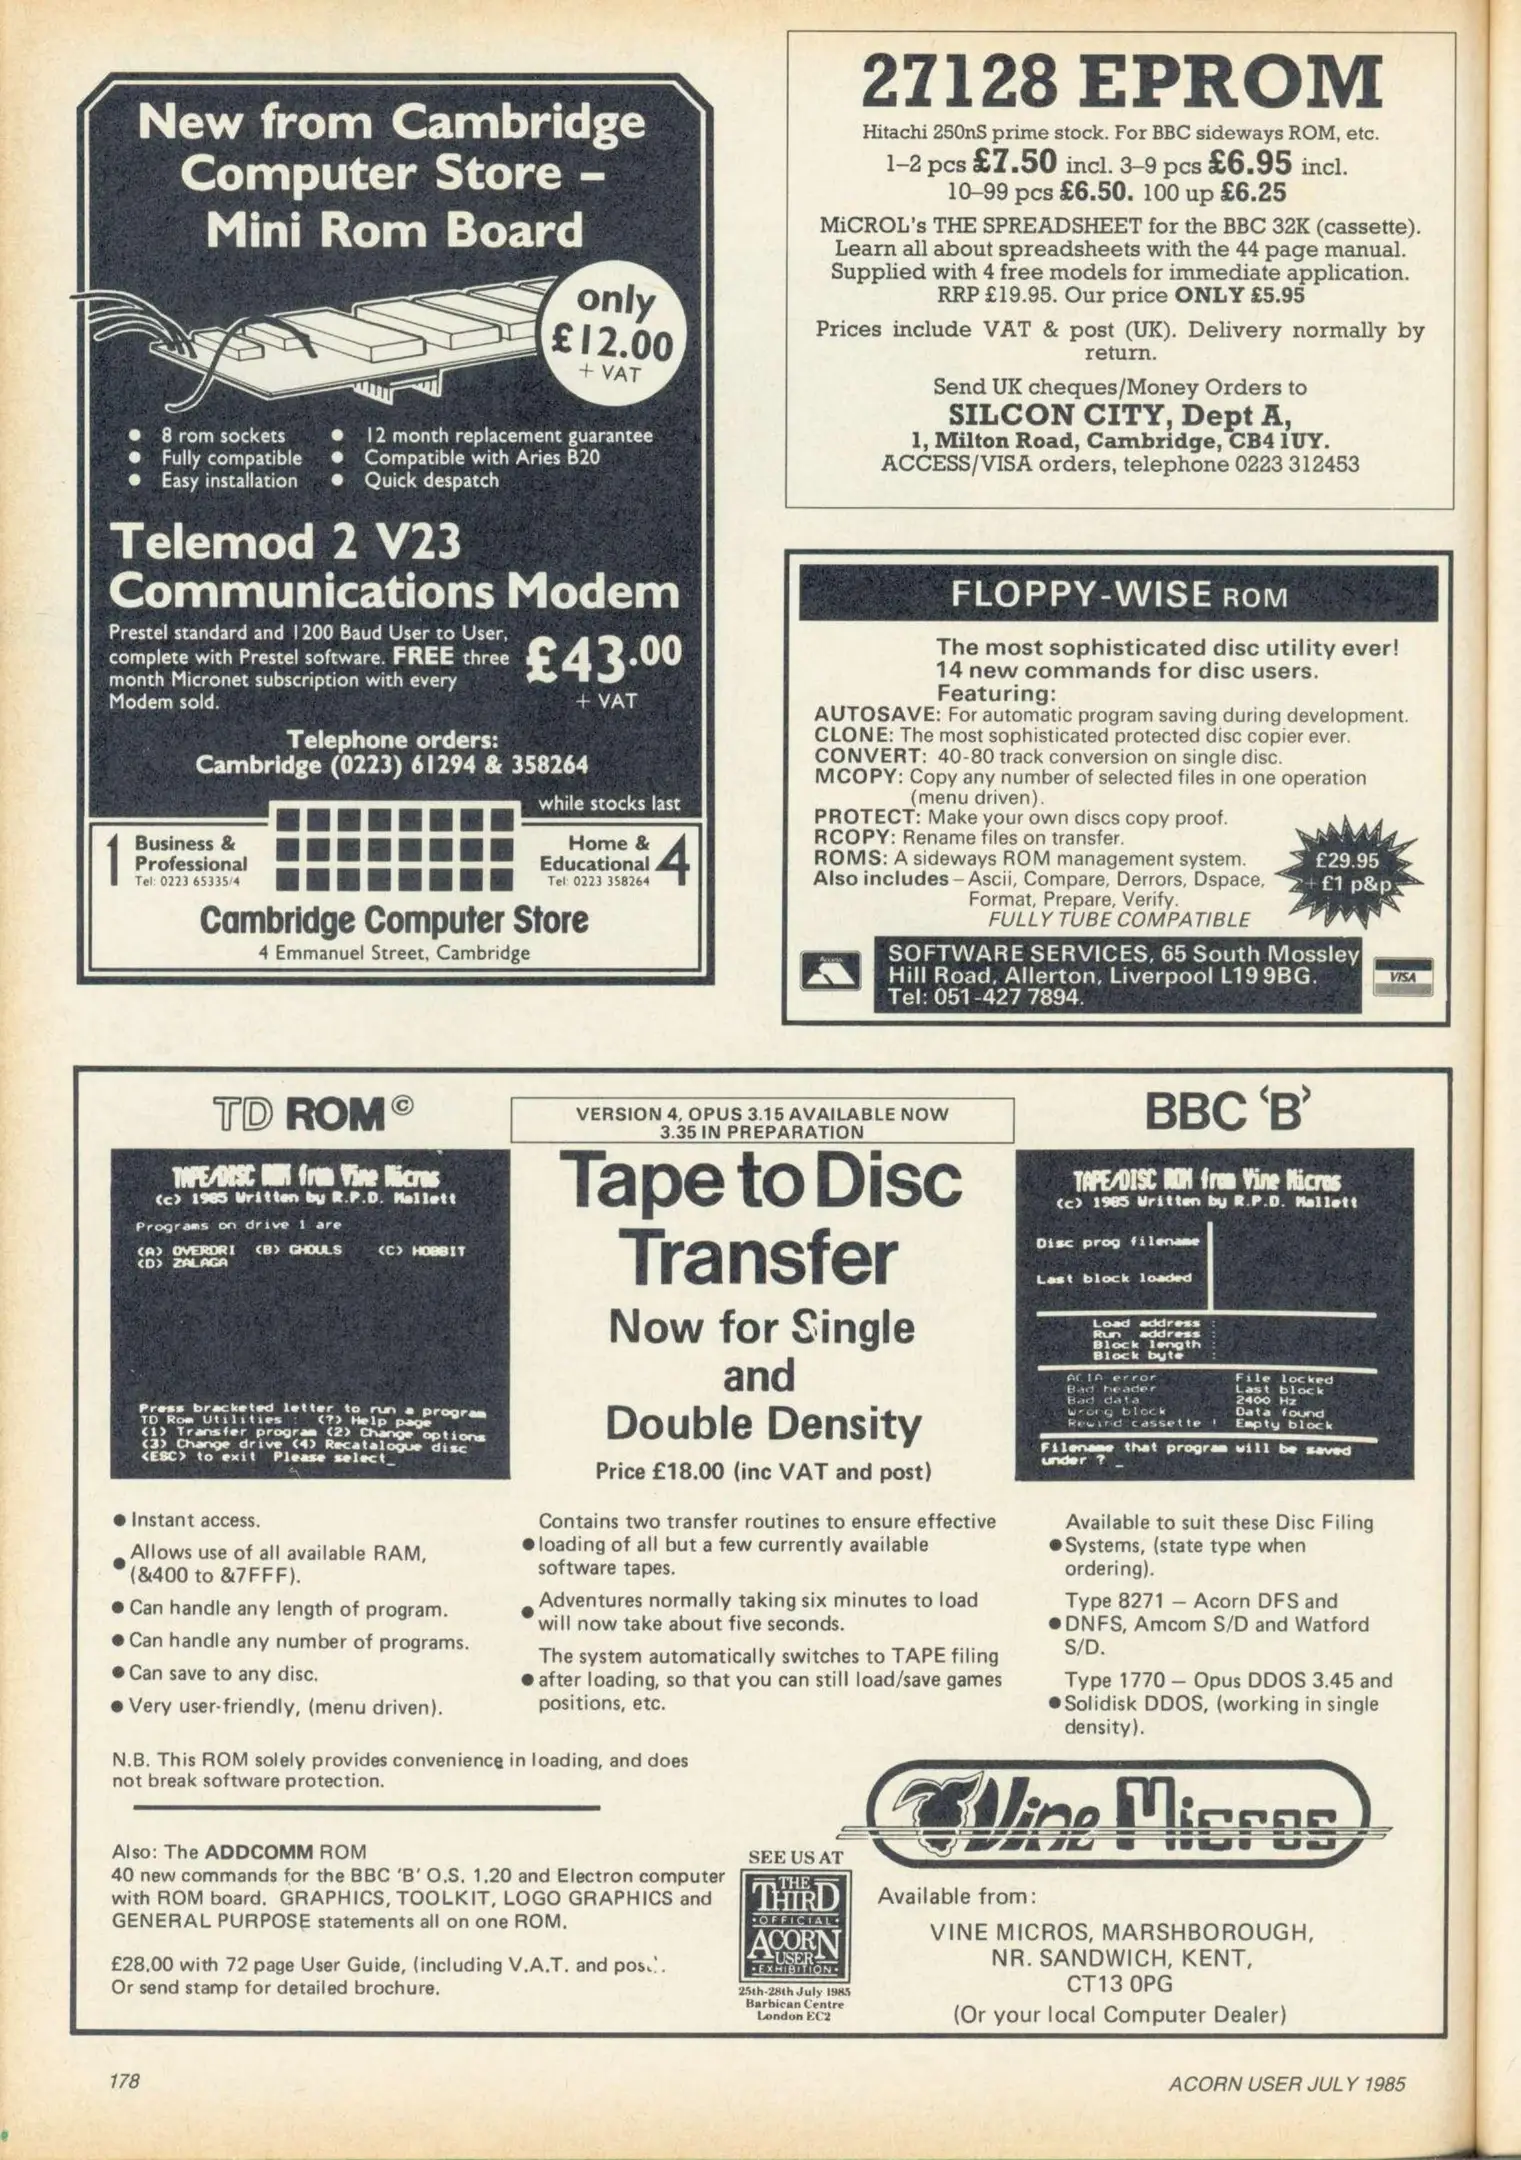 New from Cambridge
Computer Store –
Mini Rom Board
only
£12.00
+ VAT
● 8 rom sockets
● Fully compatible
● Easy installation
● 12 month replacement guarantee
● Compatible with Aries B20
● Quick despatch
Telemod 2 V23
Communications Modem
Prestel standard and 1200 Baud User to User,
complete with Prestel software. FREE three
month Micronet subscription with every
Modem sold.
£43.00
+ VAT
Telephone orders:
Cambridge (0223) 61294 & 358264
while stocks last
1 Business &
Professional
Tel: 0223 65335/4
Home &
Educational 4
Tel: 0223 358264
Cambridge Computer Store
4 Emmanuel Street, Cambridge
27128 EPROM
Hitachi 250nS prime stock. For BBC sideways ROM, etc.
1–2 pcs £7.50 incl. 3–9 pcs £6.95 incl.
10–99 pcs £6.50. 100 up £6.25
MiCROL's THE SPREADSHEET for the BBC 32K (cassette).
Learn all about spreadsheets with the 44 page manual.
Supplied with 4 free models for immediate application.
RRP £19.95. Our price ONLY £5.95
Prices include VAT & post (UK). Delivery normally by
return.
Send UK cheques/Money Orders to
SILCON CITY, Dept A,
1, Milton Road, Cambridge, CB4 1UY.
ACCESS/VISA orders, telephone 0223 312453
FLOPPY-WISE ROM
The most sophisticated disc utility ever!
14 new commands for disc users.
Featuring:
AUTOSAVE: For automatic program saving during development.
CLONE: The most sophisticated protected disc copier ever.
CONVERT: 40-80 track conversion on single disc.
MCOPY: Copy any number of selected files in one operation
(menu driven).
PROTECT: Make your own discs copy proof.
RCOPY: Rename files on transfer.
ROMS: A sideways ROM management system.
Also includes – Ascii, Compare, Derrors, Dspace,
Format, Prepare, Verify.
FULLY TUBE COMPATIBLE
£29.95
+ £1 p&p
Access
SOFTWARE SERVICES, 65 South Mossley
Hill Road, Allerton, Liverpool L19 9BG.
Tel: 051-427 7894.
VISA
TD ROM ©
VERSION 4, OPUS 3.15 AVAILABLE NOW
3.35 IN PREPARATION
BBC 'B'
TAPE/DISC ROM from Vine Micros
(c) 1985 Written by R.P.D. Mallett
Programs on drive 1 are
(A) OVERDRI (B) GHOULS (C) HOBBIT
(D) ZALAGA
Press bracketed letter to run a program
TD Rom Utilities : (?) Help page
(1) Transfer program (2) Change options
(3) Change drive (4) Recatalogue disc
(ESC) to exit Please select_
Tape to Disc
Transfer
Now for Single
and
Double Density
Price £18.00 (inc VAT and post)
TAPE/DISC ROM from Vine Micros
(c) 1985 Written by R.P.D. Mallett
Disc prog filename
Last block loaded
Load address :
Run address :
Block length :
Block byte :
ACIA error
Bad header
Bad data
Wrong block
Rewind cassette !
File locked
Last block
2400 Hz
Data found
Empty block
Filename that program will be saved
under ? _
● Instant access.
● Allows use of all available RAM,
(&400 to &7FFF).
● Can handle any length of program.
● Can handle any number of programs.
● Can save to any disc.
● Very user-friendly, (menu driven).
Contains two transfer routines to ensure effective
● loading of all but a few currently available
software tapes.
● Adventures normally taking six minutes to load
will now take about five seconds.
The system automatically switches to TAPE filing
● after loading, so that you can still load/save games
positions, etc.
Available to suit these Disc Filing
● Systems, (state type when
ordering).
Type 8271 – Acorn DFS and
● DNFS, Amcom S/D and Watford
S/D.
Type 1770 – Opus DDOS 3.45 and
● Solidisk DDOS, (working in single
density).
N.B. This ROM solely provides convenience in loading, and does
not break software protection.
Also: The ADDCOMM ROM
40 new commands for the BBC 'B' O.S. 1.20 and Electron computer
with ROM board. GRAPHICS, TOOLKIT, LOGO GRAPHICS and
GENERAL PURPOSE statements all on one ROM.
£28.00 with 72 page User Guide, (including V.A.T. and post).
Or send stamp for detailed brochure.
SEE US AT
THE
THIRD
OFFICIAL
ACORN
USER
EXHIBITION
25th-28th July 1985
Barbican Centre
London EC2
Vine Micros
Available from:
VINE MICROS, MARSHBOROUGH,
NR. SANDWICH, KENT,
CT13 0PG
(Or your local Computer Dealer)
178
ACORN USER JULY 1985